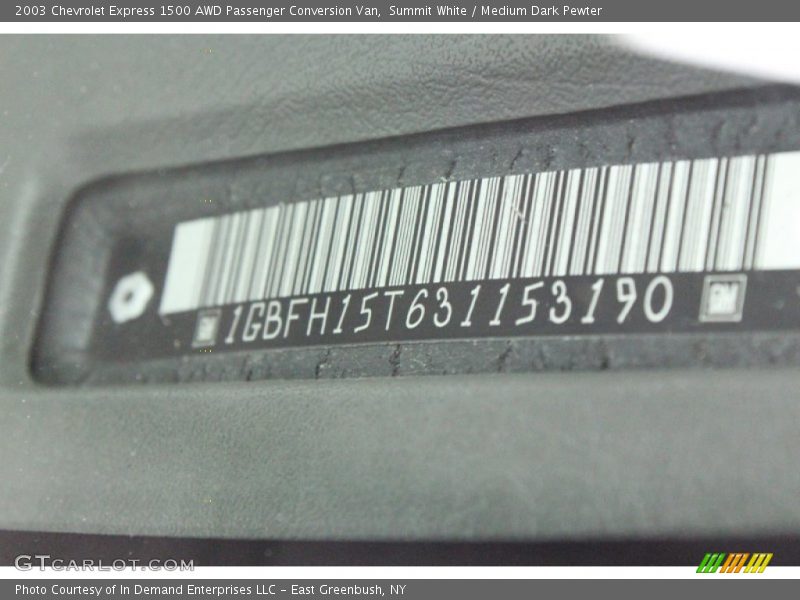 2003 Chevrolet Express 1500 AWD Passenger Conversion Van,  Summit White / Medium Dark Pewter
GM 1GBFH15T631153190 GM
GTcarlot.com
Photo Courtesy of In Demand Enterprises LLC - East Greenbush, NY